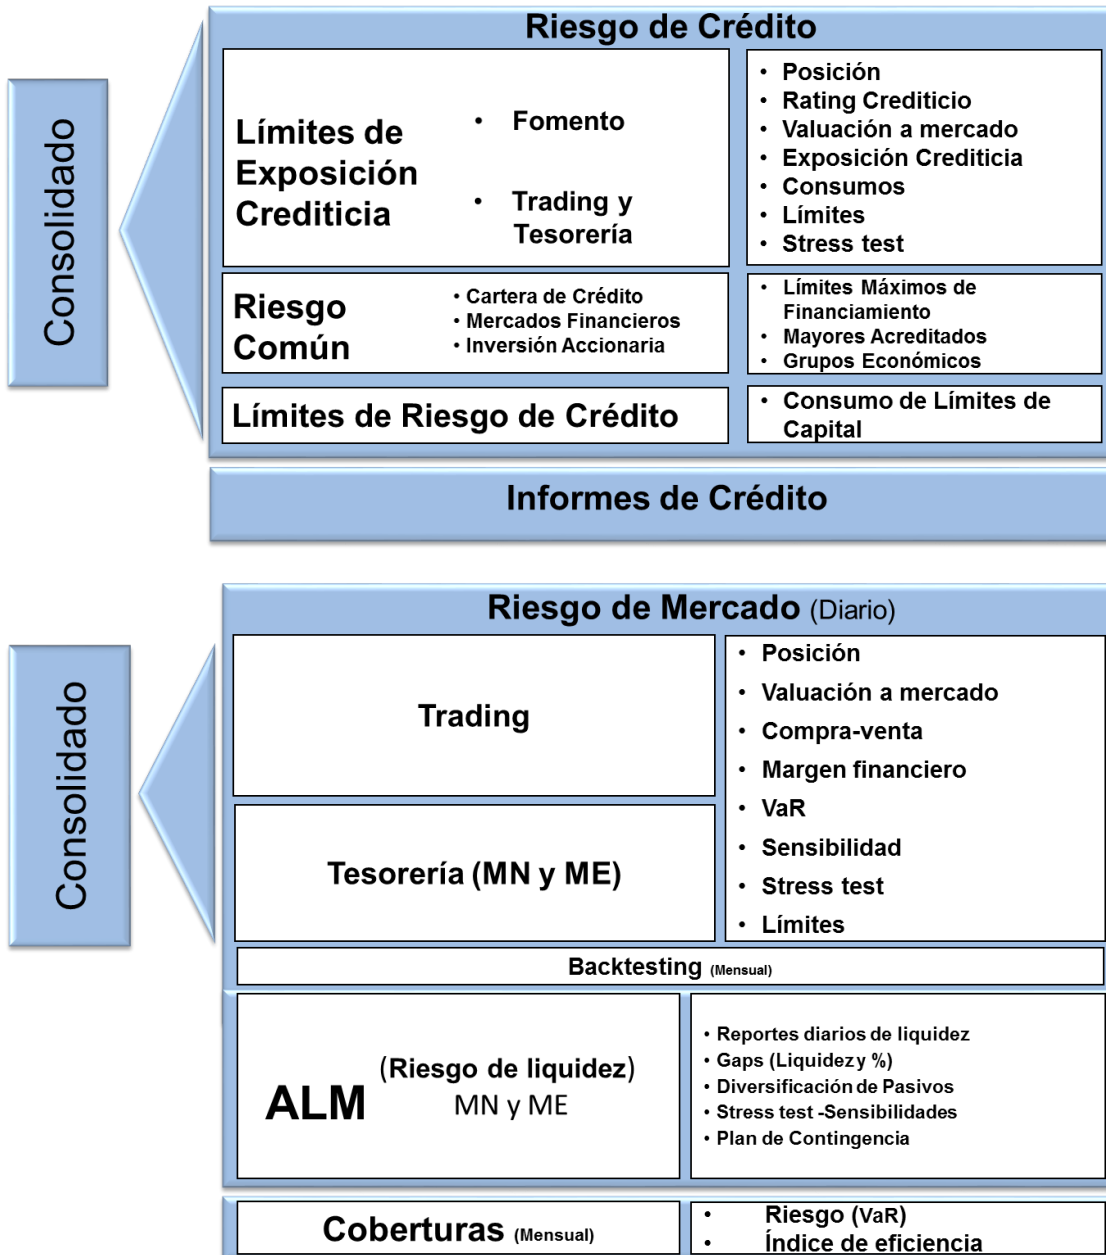 Riesgo de Crédito
Consolidado
Límites de
Exposición
Crediticia
• Fomento
• Trading y
Tesorería
• Posición
• Rating Crediticio
• Valuación a mercado
• Exposición Crediticia
• Consumos
• Límites
• Stress test
Riesgo
Común
• Cartera de Crédito
• Mercados Financieros
• Inversión Accionaria
• Límites Máximos de
Financiamiento
• Mayores Acreditados
• Grupos Económicos
Límites de Riesgo de Crédito
• Consumo de Límites de
Capital
Informes de Crédito
Riesgo de Mercado (Diario)
Consolidado
Trading
Tesorería (MN y ME)
• Posición
• Valuación a mercado
• Compra-venta
• Margen financiero
• VaR
• Sensibilidad
• Stress test
• Límites
Backtesting (Mensual)
ALM
(Riesgo de liquidez)
MN y ME
• Reportes diarios de liquidez
• Gaps (Liquidez y %)
• Diversificación de Pasivos
• Stress test -Sensibilidades
• Plan de Contingencia
Coberturas (Mensual)
• Riesgo (VaR)
• Índice de eficiencia